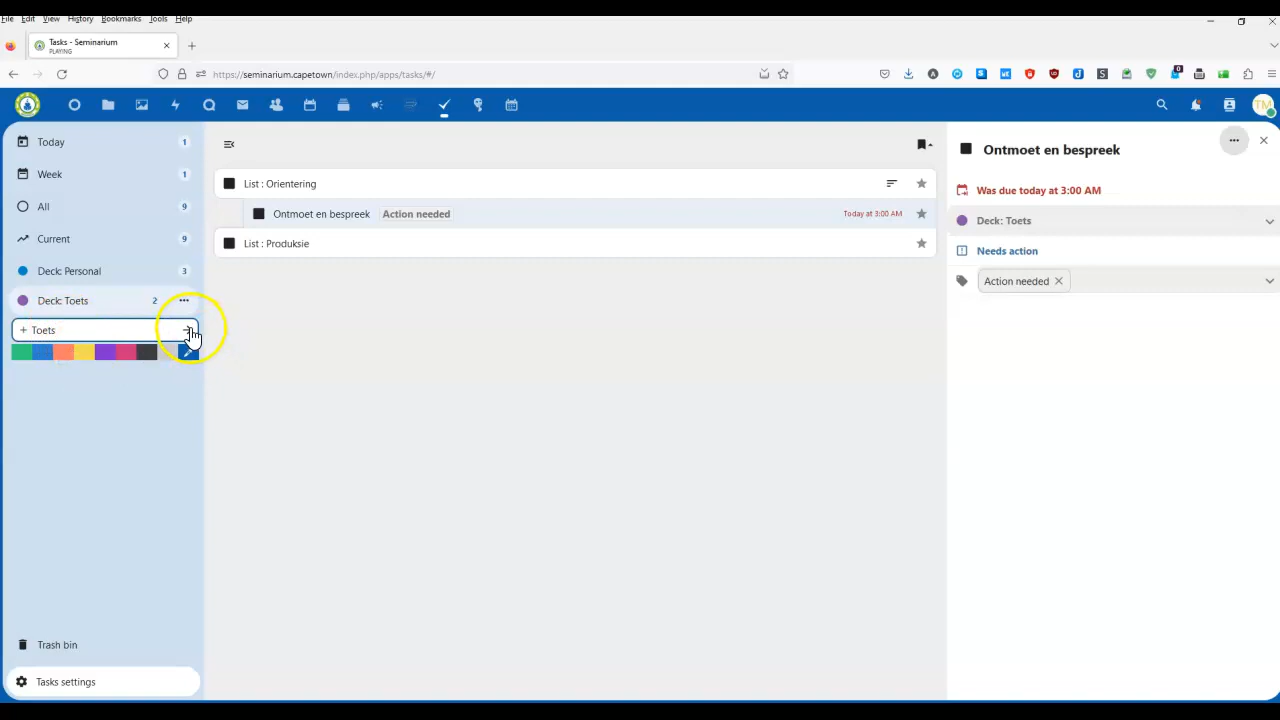 File Edit View History Bookmarks Tools Help
Tasks - Seminarium
PLAYING
https://seminarium.capetown/index.php/apps/tasks/#/
TM
Today 1
Week 1
All 9
Current 9
Deck: Personal 3
Deck: Toets 2
+ Toets
Trash bin
Tasks settings
List : Orientering
Ontmoet en bespreek Action needed Today at 3:00 AM
List : Produksie
Ontmoet en bespreek
Was due today at 3:00 AM
Deck: Toets
Needs action
Action needed